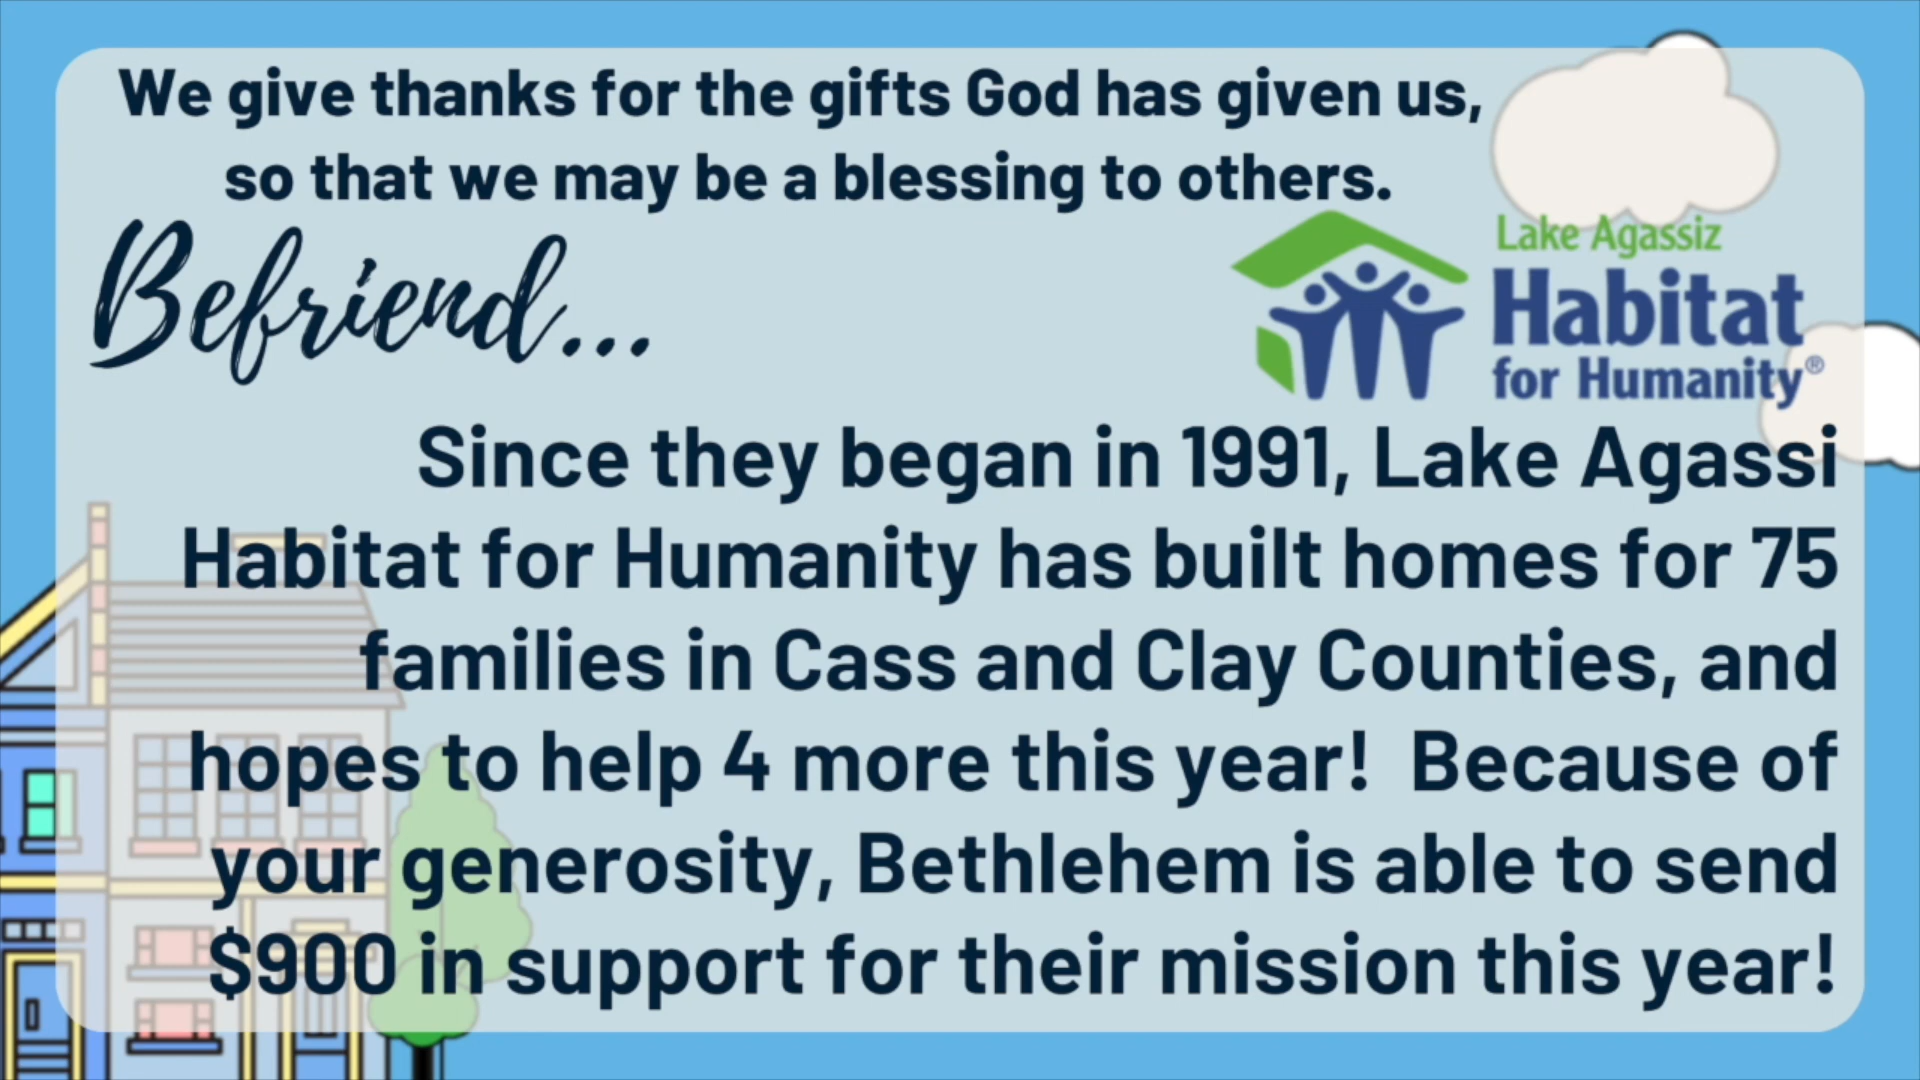 We give thanks for the gifts God has given us,
so that we may be a blessing to others.
Befriend...
Lake Agassiz
Habitat
for Humanity®
Since they began in 1991, Lake Agassi
Habitat for Humanity has built homes for 75
families in Cass and Clay Counties, and
hopes to help 4 more this year!  Because of
your generosity, Bethlehem is able to send
$900 in support for their mission this year!